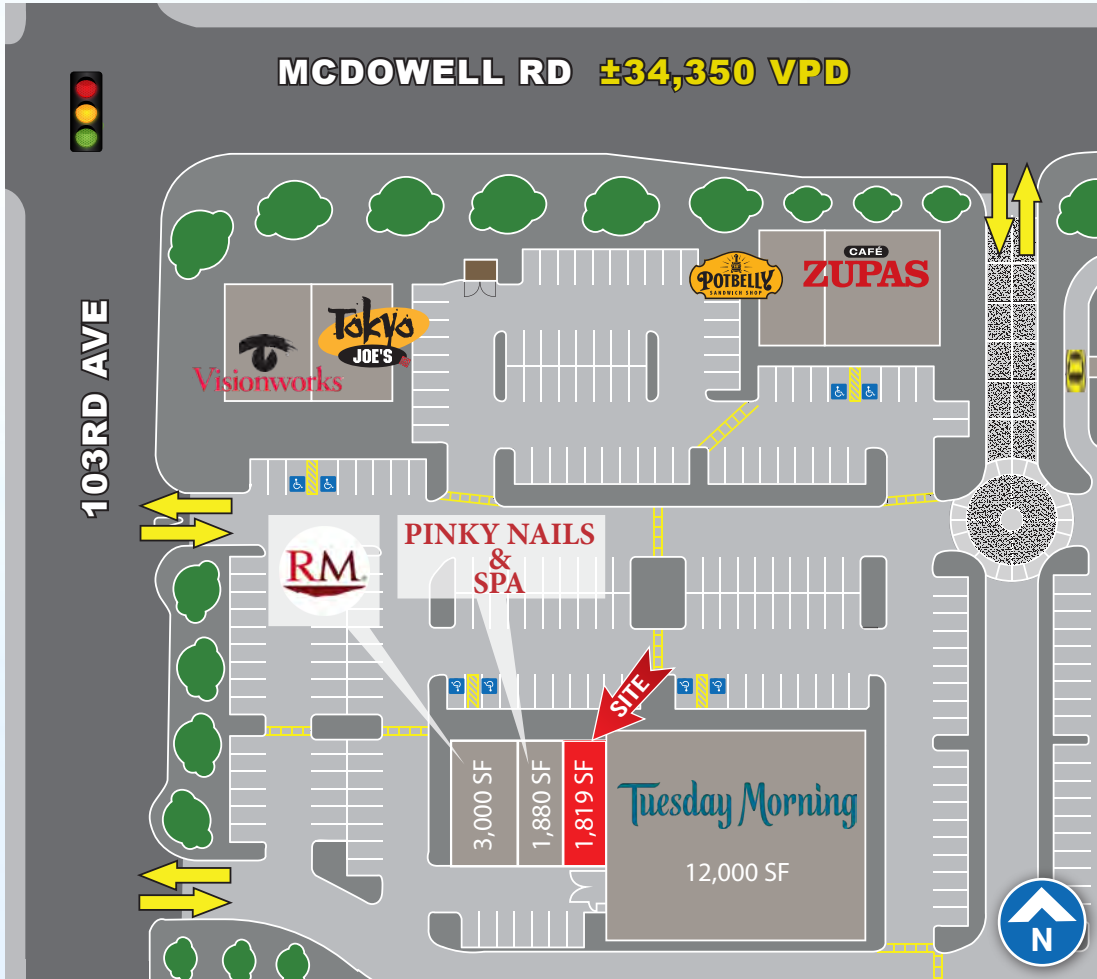 MCDOWELL RD ±34,350 VPD
CAFÉ
ZUPAS
POTBELLY
SANDWICH SHOP
Tokyo
JOE'S
Visionworks
103RD AVE
RM
PINKY NAILS
&
SPA
SITE
3,000 SF
1,880 SF
1,819 SF
Tuesday Morning
12,000 SF
N